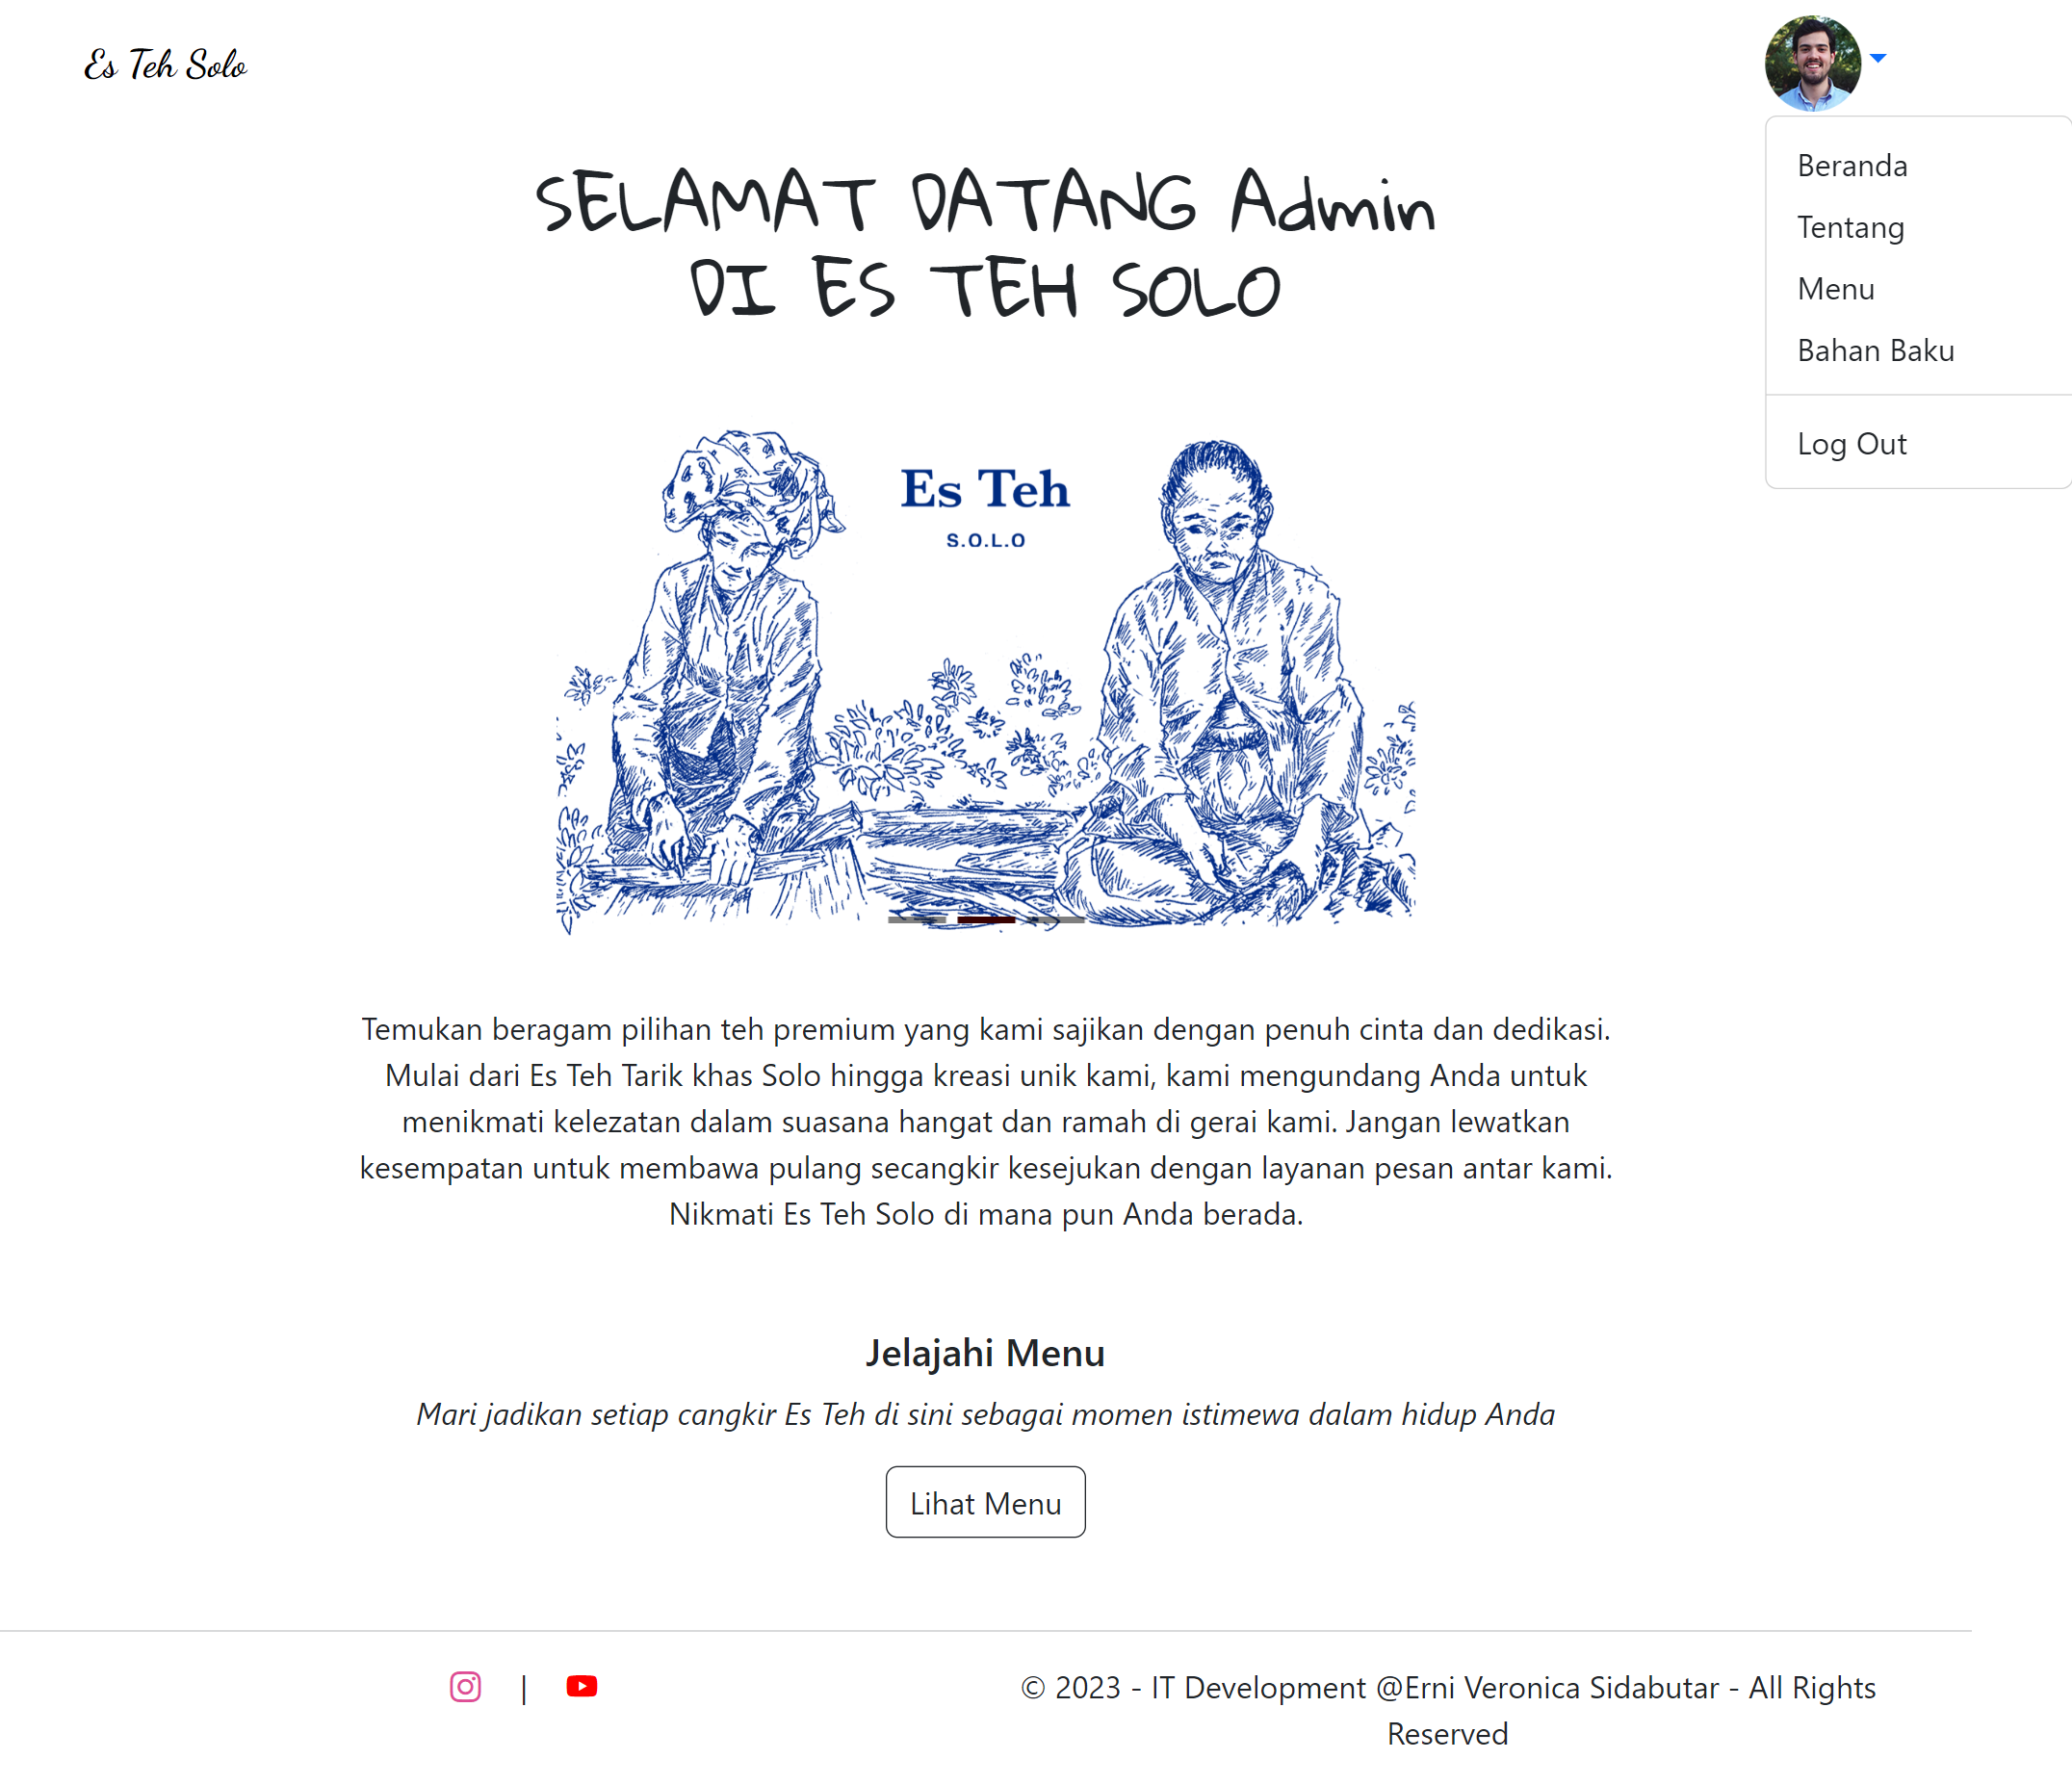 Es Teh Solo
Beranda
Tentang
Menu
Bahan Baku
Log Out
SELAMAT DATANG Admin
DI ES TEH SOLO
Es Teh
S.O.L.O
Temukan beragam pilihan teh premium yang kami sajikan dengan penuh cinta dan dedikasi.
Mulai dari Es Teh Tarik khas Solo hingga kreasi unik kami, kami mengundang Anda untuk
menikmati kelezatan dalam suasana hangat dan ramah di gerai kami. Jangan lewatkan
kesempatan untuk membawa pulang secangkir kesejukan dengan layanan pesan antar kami.
Nikmati Es Teh Solo di mana pun Anda berada.
Jelajahi Menu
Mari jadikan setiap cangkir Es Teh di sini sebagai momen istimewa dalam hidup Anda
Lihat Menu
|
© 2023 - IT Development @Erni Veronica Sidabutar - All Rights
Reserved